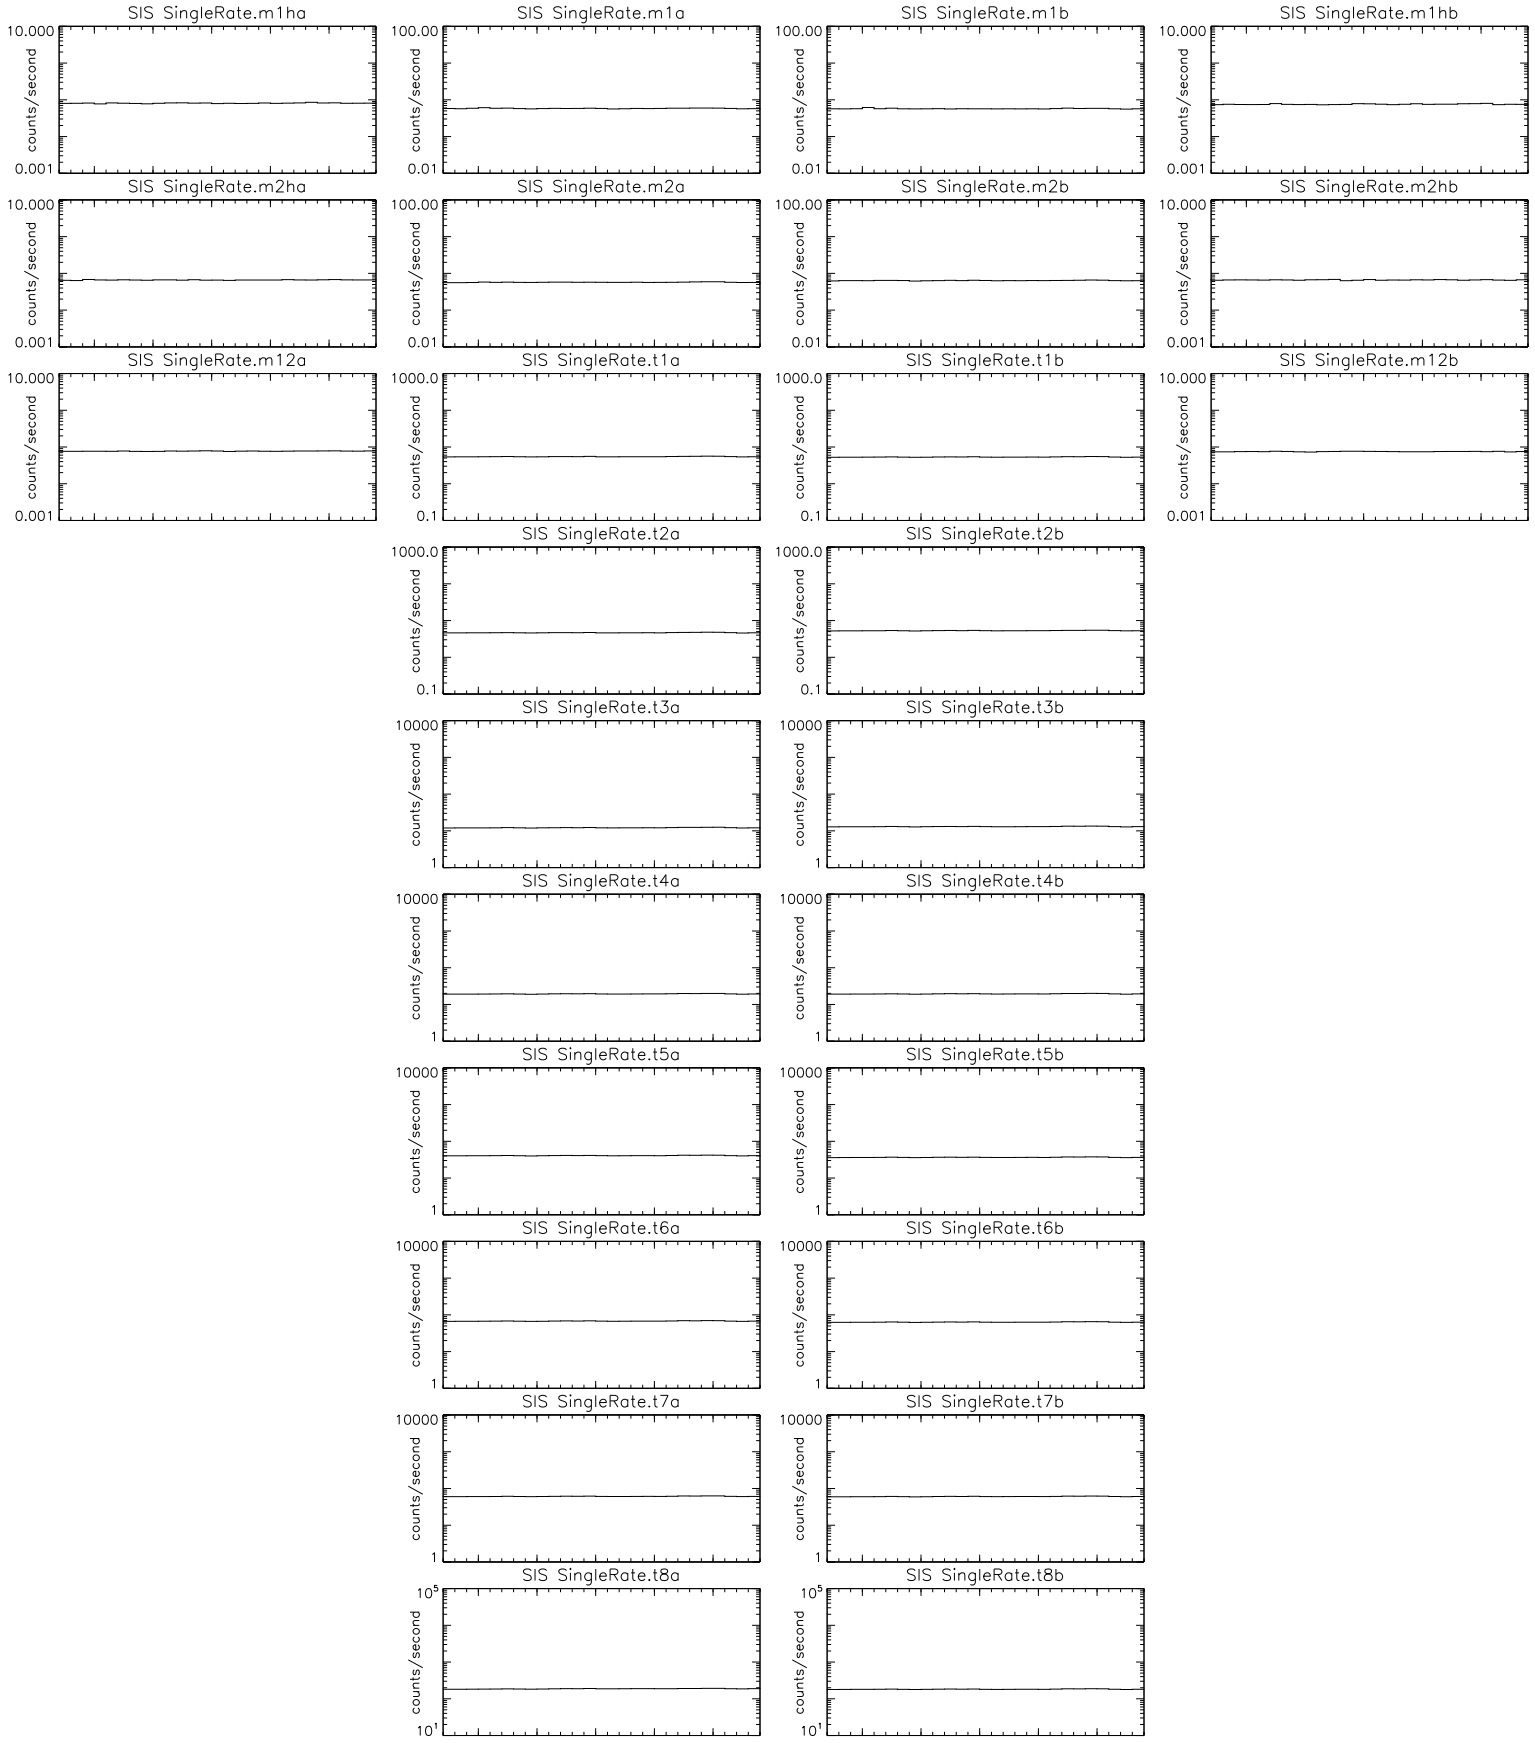 SIS SingleRate.m1ha
10.000
counts/second
0.001
SIS SingleRate.m1a
100.00
counts/second
0.01
SIS SingleRate.m1b
100.00
counts/second
0.01
SIS SingleRate.m1hb
10.000
counts/second
0.001
SIS SingleRate.m2ha
10.000
counts/second
0.001
SIS SingleRate.m2a
100.00
counts/second
0.01
SIS SingleRate.m2b
100.00
counts/second
0.01
SIS SingleRate.m2hb
10.000
counts/second
0.001
SIS SingleRate.m12a
10.000
counts/second
0.001
SIS SingleRate.t1a
1000.0
counts/second
0.1
SIS SingleRate.t1b
1000.0
counts/second
0.1
SIS SingleRate.m12b
10.000
counts/second
0.001
SIS SingleRate.t2a
1000.0
counts/second
0.1
SIS SingleRate.t2b
1000.0
counts/second
0.1
SIS SingleRate.t3a
10000
counts/second
1
SIS SingleRate.t3b
10000
counts/second
1
SIS SingleRate.t4a
10000
counts/second
1
SIS SingleRate.t4b
10000
counts/second
1
SIS SingleRate.t5a
10000
counts/second
1
SIS SingleRate.t5b
10000
counts/second
1
SIS SingleRate.t6a
10000
counts/second
1
SIS SingleRate.t6b
10000
counts/second
1
SIS SingleRate.t7a
10000
counts/second
1
SIS SingleRate.t7b
10000
counts/second
1
SIS SingleRate.t8a
10⁵
counts/second
10¹
SIS SingleRate.t8b
10⁵
counts/second
10¹